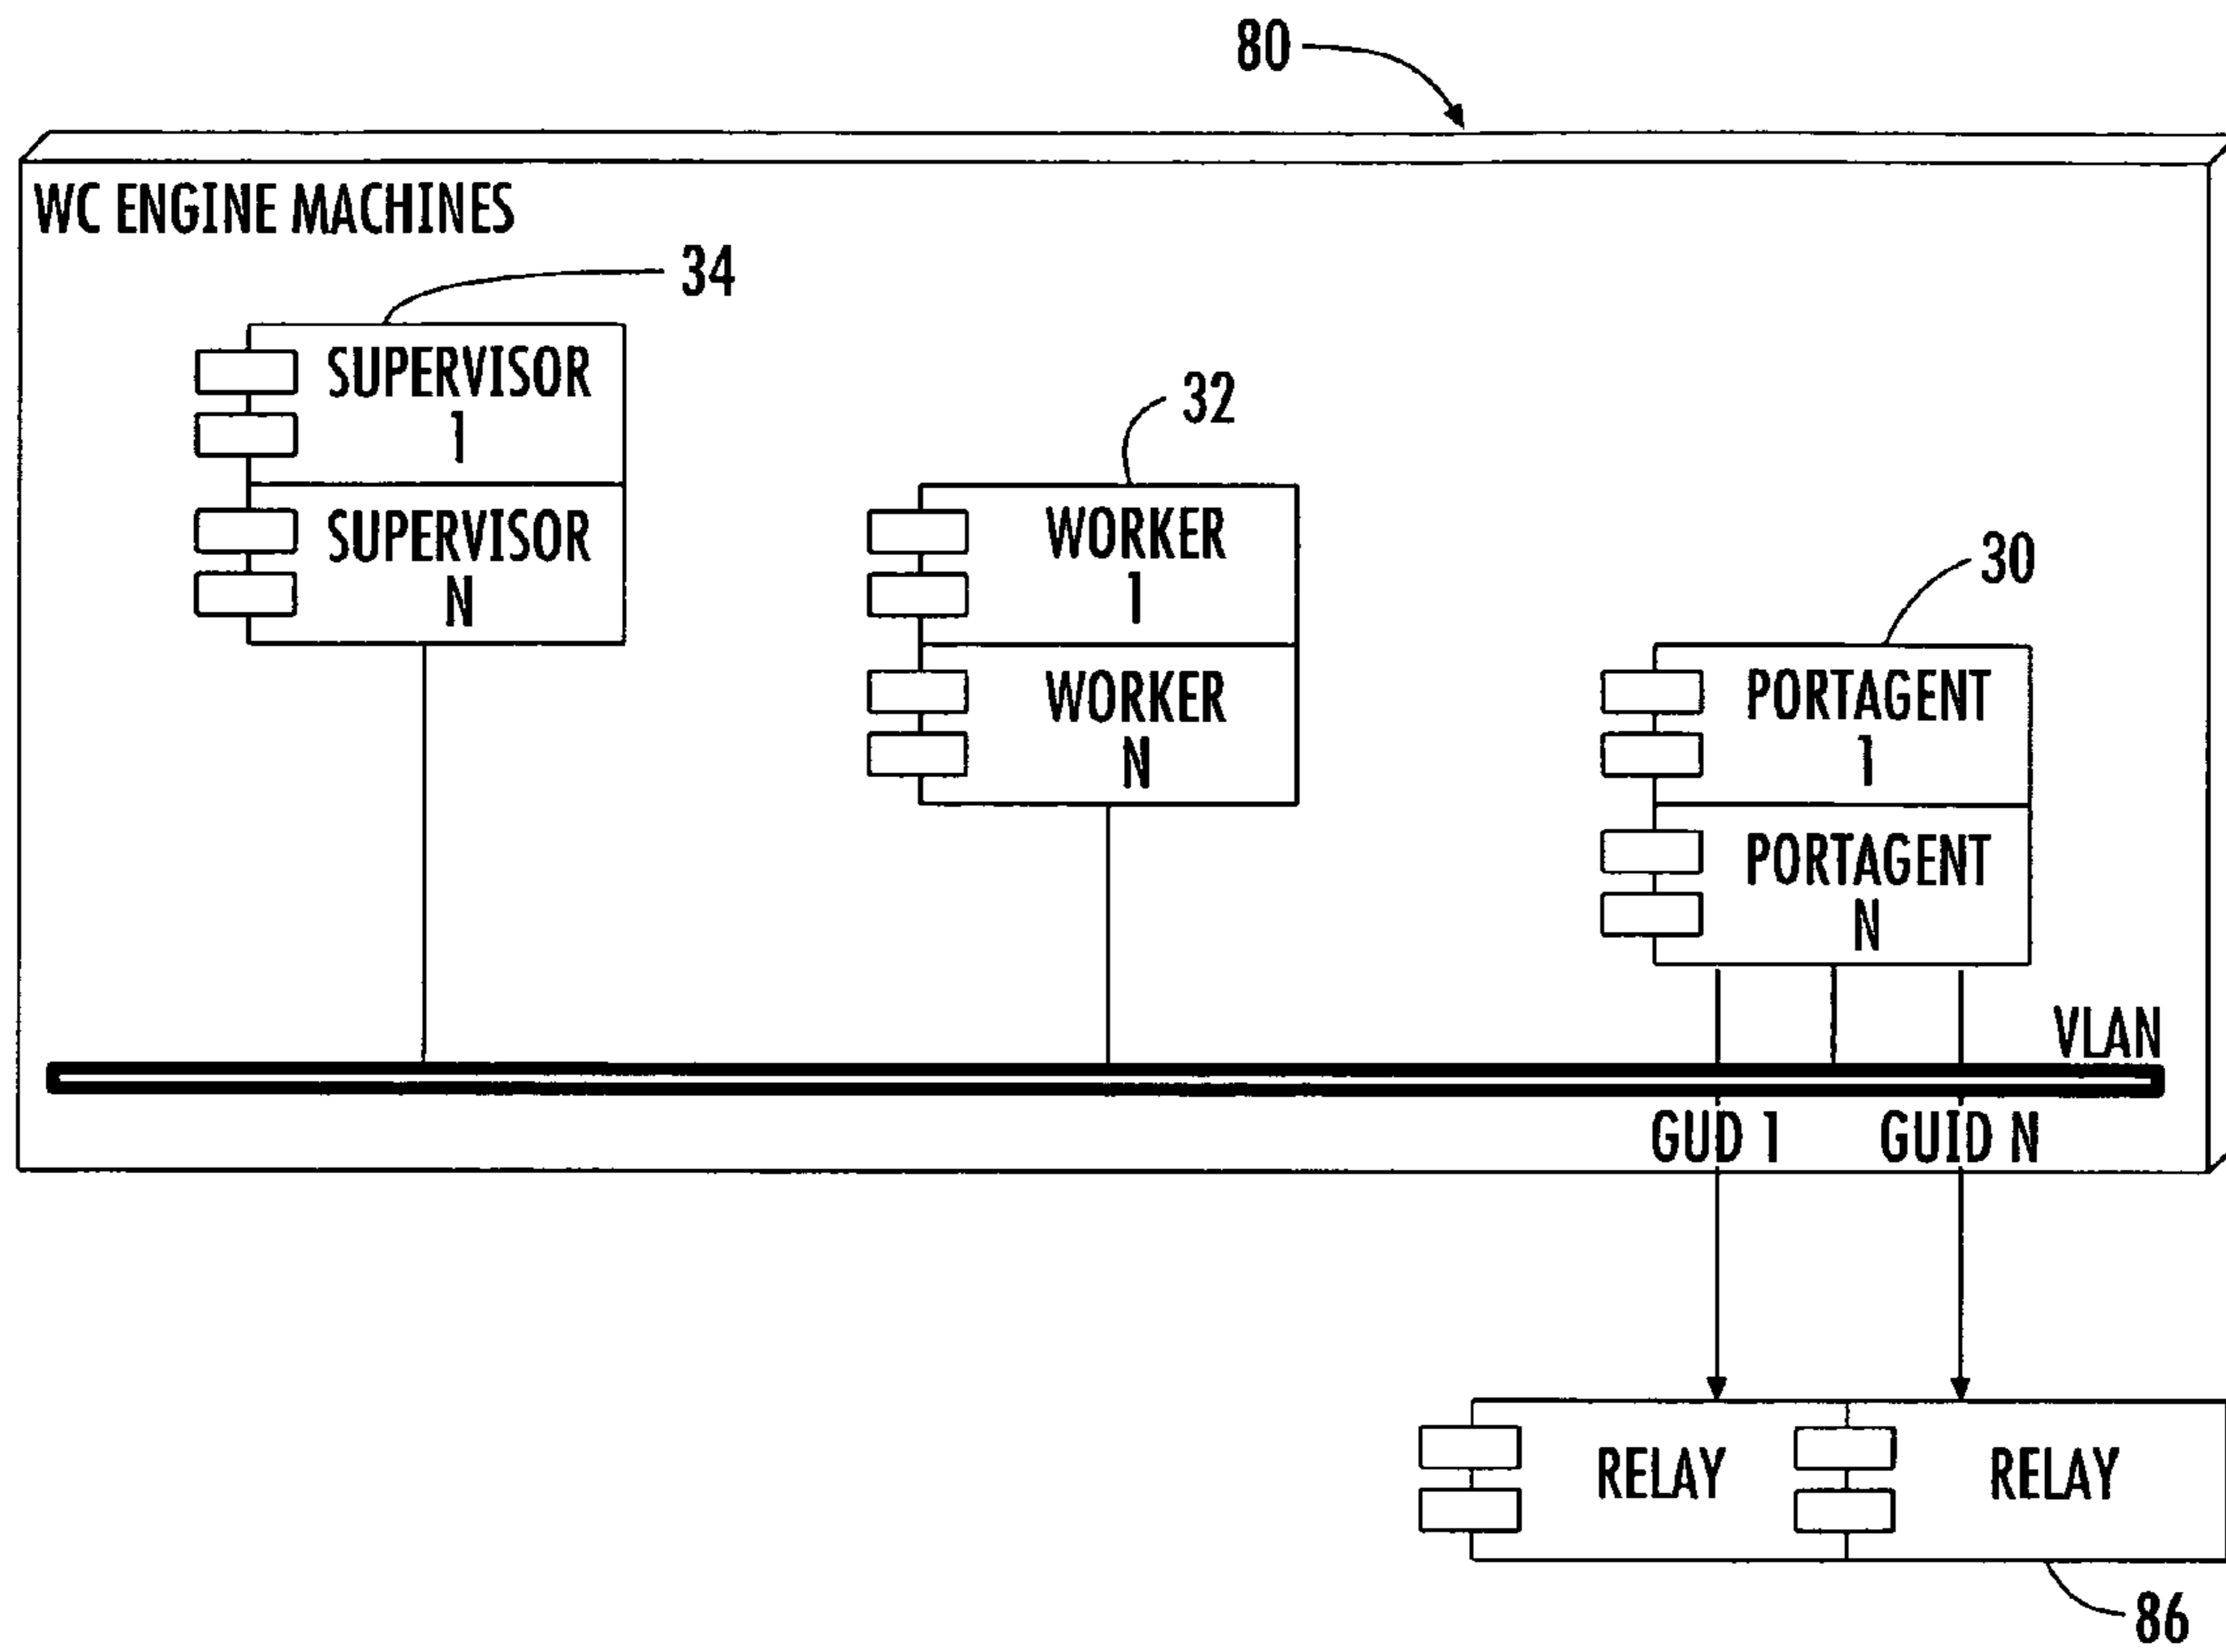 80
WC ENGINE MACHINES
34
SUPERVISOR
1
SUPERVISOR
N
32
WORKER
1
WORKER
N
30
PORTAGENT
1
PORTAGENT
N
VLAN
GUD 1
GUID N
RELAY
RELAY
86